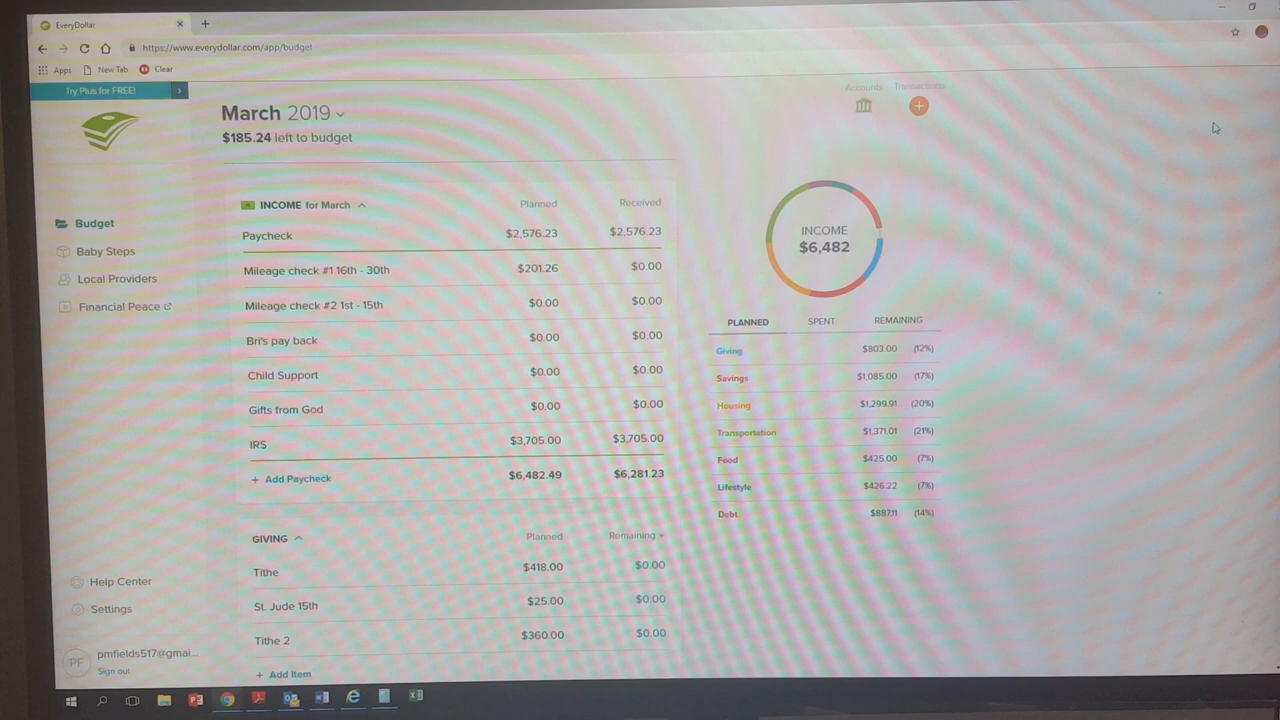 EveryDollar
https://www.everydollar.com/app/budget
Apps New Tab Clear
Try Plus for FREE!
March 2019
$185.24 left to budget
Accounts Transactions
Budget
Baby Steps
Local Providers
Financial Peace
INCOME for March Planned Received
Paycheck $2,576.23 $2,576.23
Mileage check #1 16th - 30th $201.26 $0.00
Mileage check #2 1st - 15th $0.00 $0.00
Bri's pay back $0.00 $0.00
Child Support $0.00 $0.00
Gifts from God $0.00 $0.00
IRS $3,705.00 $3,705.00
+ Add Paycheck $6,482.49 $6,281.23
INCOME
$6,482
PLANNED SPENT REMAINING
Giving $803.00 (12%)
Savings $1,085.00 (17%)
Housing $1,299.91 (20%)
Transportation $1,371.01 (21%)
Food $425.00 (7%)
Lifestyle $426.22 (7%)
Debt $887.11 (14%)
GIVING Planned Remaining
Tithe $418.00 $0.00
St. Jude 15th $25.00 $0.00
Tithe 2 $360.00 $0.00
+ Add Item
Help Center
Settings
PF pmfields517@gmai...
Sign out